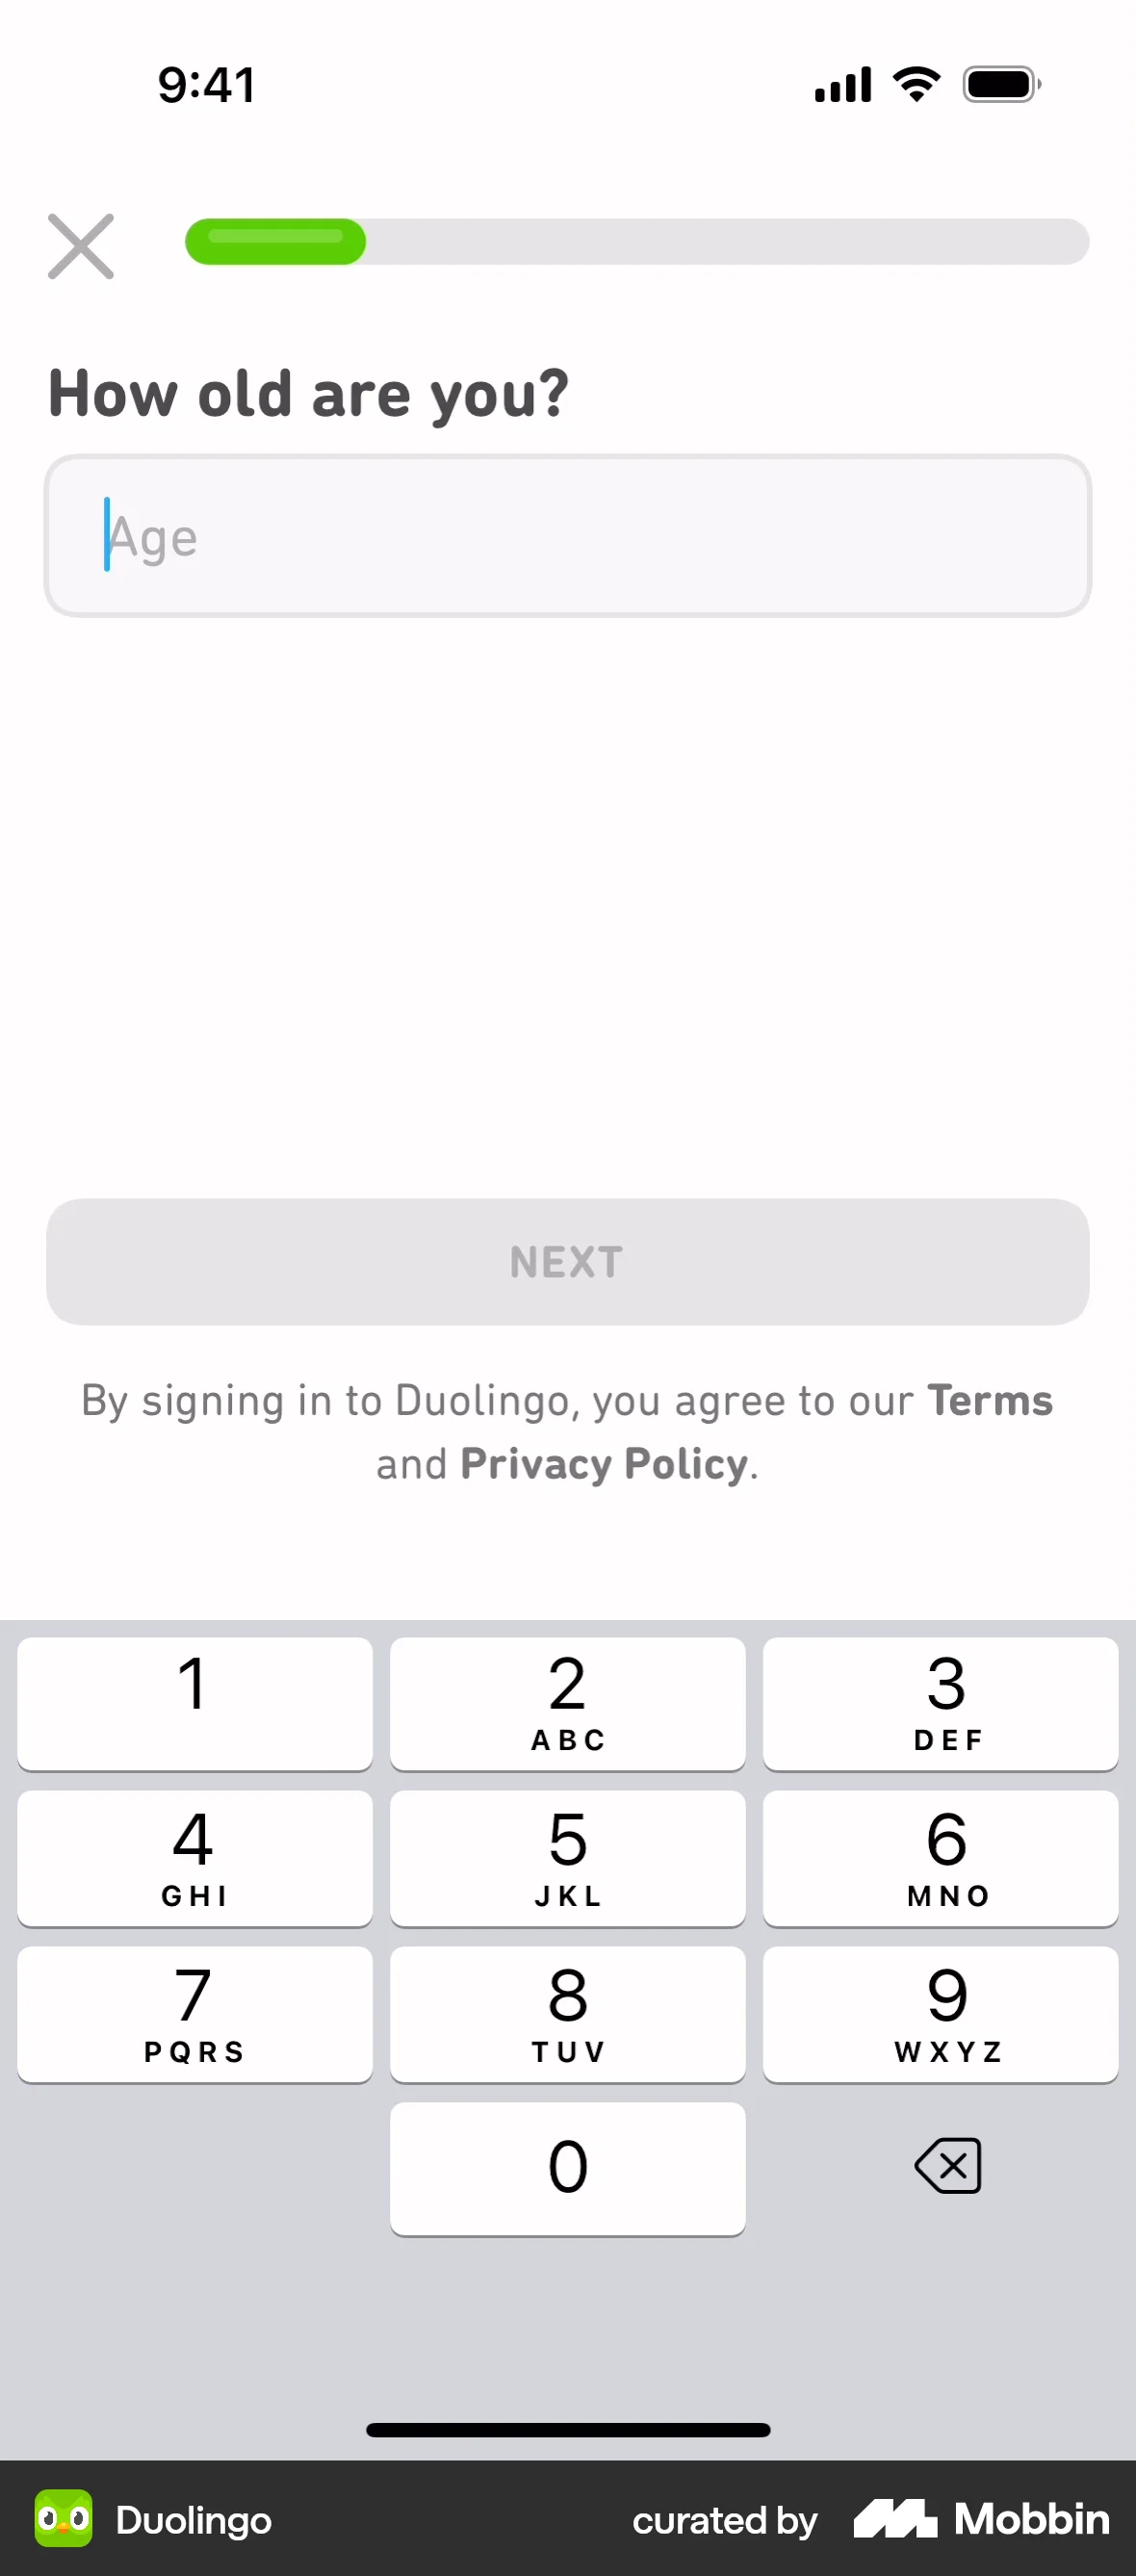 9:41
How old are you?
Age
NEXT
By signing in to Duolingo, you agree to our Terms
and Privacy Policy.
1 2 3
ABC DEF
4 5 6
GHI JKL MNO
7 8 9
PQRS TUV WXYZ
0
Duolingo curated by Mobbin